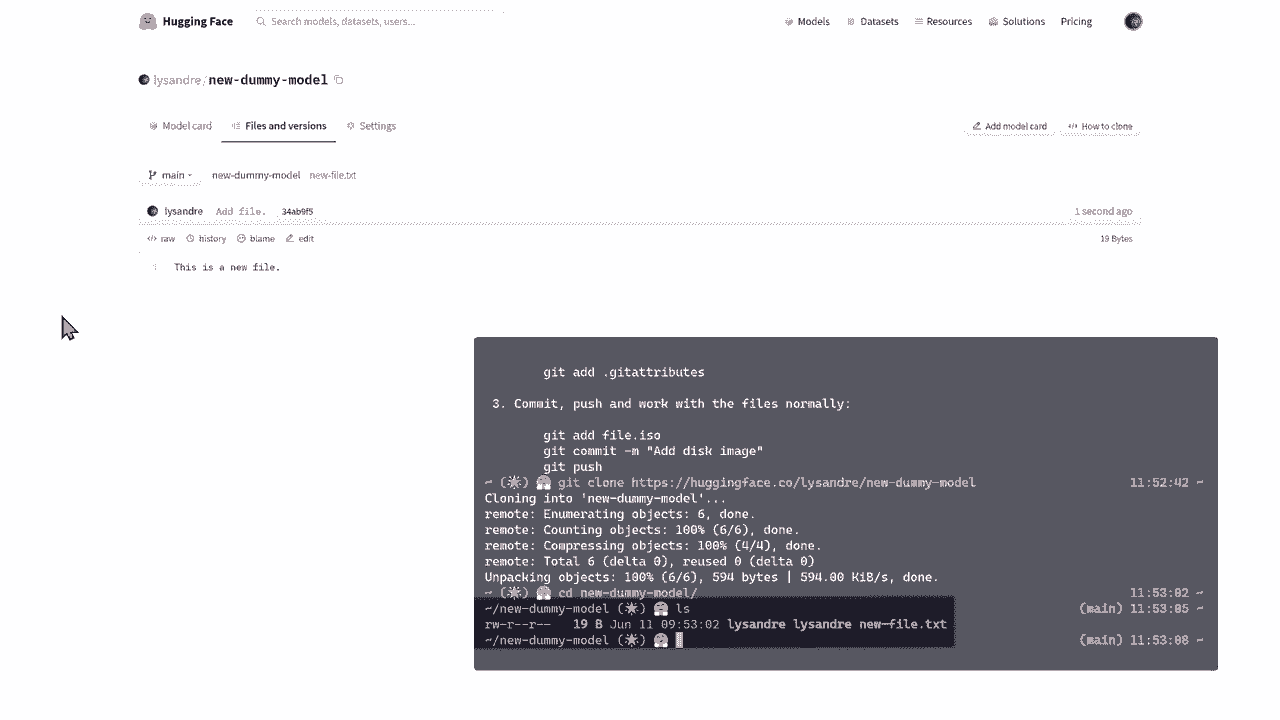 Hugging Face Search models, datasets, users... Models Datasets Resources Solutions Pricing
lysandre/new-dummy-model
Model card Files and versions Settings Add model card How to clone
main new-dummy-model new-file.txt
lysandre Add file. 34ab9f5 1 second ago
raw history blame edit 19 Bytes
1 This is a new file.
git add .gitattributes
3. Commit, push and work with the files normally:
git add file.iso
git commit -m "Add disk image"
git push
~ (🌟) 🤗 git clone https://huggingface.co/lysandre/new-dummy-model 11:52:42 ~
Cloning into 'new-dummy-model'...
remote: Enumerating objects: 6, done.
remote: Counting objects: 100% (6/6), done.
remote: Compressing objects: 100% (4/4), done.
remote: Total 6 (delta 0), reused 0 (delta 0)
Unpacking objects: 100% (6/6), 594 bytes | 594.00 KiB/s, done.
~ (🌟) 🤗 cd new-dummy-model/ 11:53:02 ~
~/new-dummy-model (🌟) 🤗 ls (main) 11:53:05 ~
rw-r--r-- 19 B Jun 11 09:53:02 lysandre lysandre new-file.txt
~/new-dummy-model (🌟) 🤗 (main) 11:53:08 ~